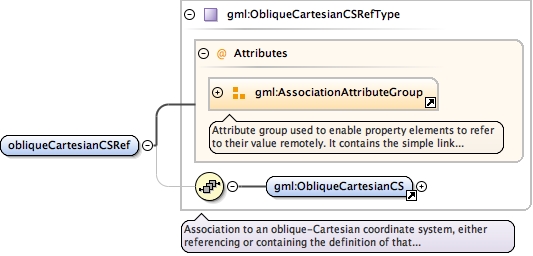 gml:ObliqueCartesianCSRefType
@ Attributes
gml:AssociationAttributeGroup
Attribute group used to enable property elements to refer
to their value remotely. It contains the simple link...
obliqueCartesianCSRef
gml:ObliqueCartesianCS
Association to an oblique-Cartesian coordinate system, either
referencing or containing the definition of that...